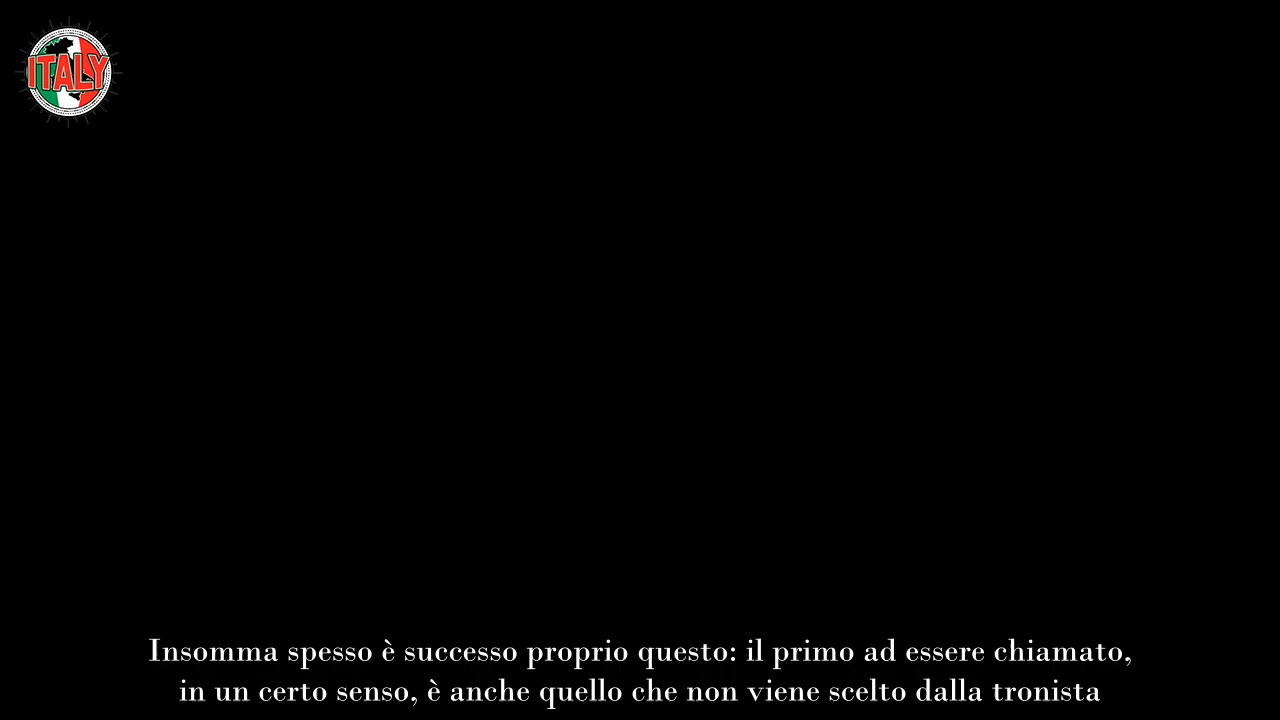 ITALY
Insomma spesso è successo proprio questo: il primo ad essere chiamato,
in un certo senso, è anche quello che non viene scelto dalla tronista